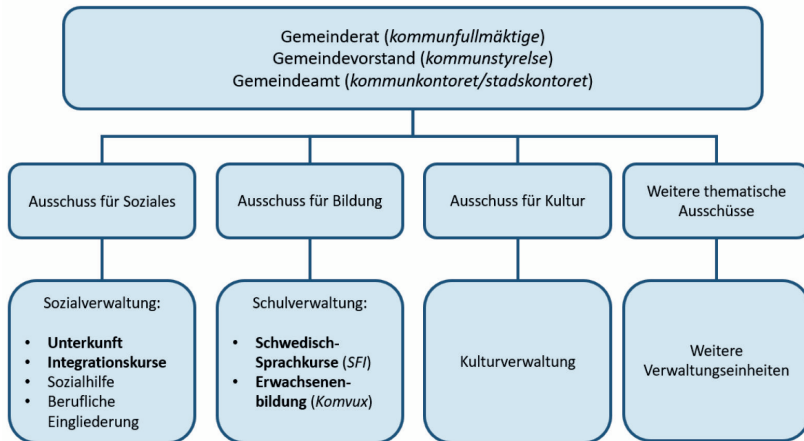 Gemeinderat (kommunfullmäktige)
Gemeindevorstand (kommunstyrelse)
Gemeindeamt (kommunkontoret/stadskontoret)
Ausschuss für Soziales
Ausschuss für Bildung
Ausschuss für Kultur
Weitere thematische
Ausschüsse
Sozialverwaltung:
• Unterkunft
• Integrationskurse
• Sozialhilfe
• Berufliche
Eingliederung
Schulverwaltung:
• Schwedisch-
Sprachkurse (SFI)
• Erwachsenen-
bildung (Komvux)
Kulturverwaltung
Weitere
Verwaltungseinheiten